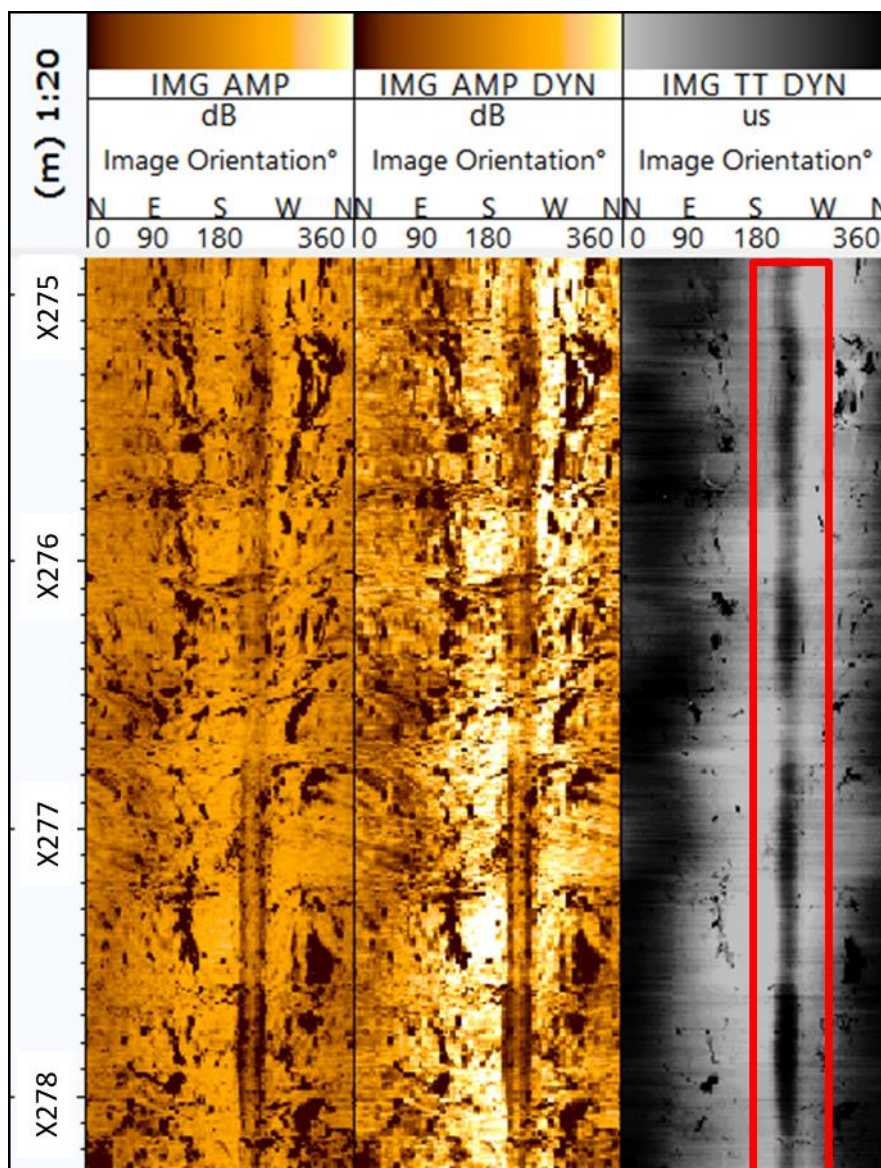 (m) 1:20
IMG AMP
dB
Image Orientation°
N E S W N
0 90 180 360
IMG AMP DYN
dB
Image Orientation°
N E S W N
0 90 180 360
IMG TT DYN
us
Image Orientation°
N E S W N
0 90 180 360
X275
X276
X277
X278